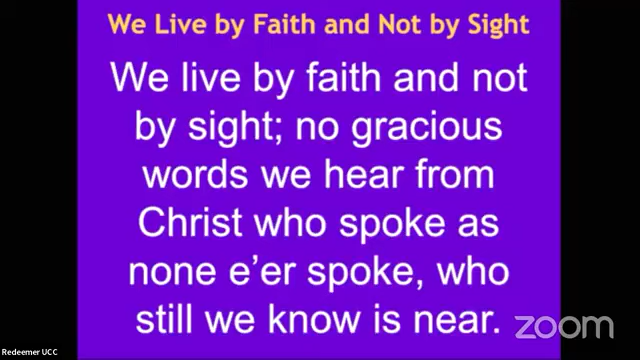 We Live by Faith and Not by Sight
We live by faith and not
by sight; no gracious
words we hear from
Christ who spoke as
none e’er spoke, who
still we know is near.
zoom
Redeemer UCC